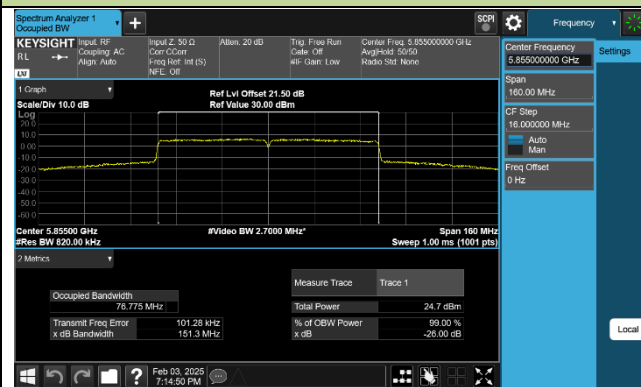 Spectrum Analyzer 1
Occupied BW
SCPI
Frequency
KEYSIGHT
RL
LXI
Input: RF
Coupling: AC
Align: Auto
Input Z: 50 Ω
Corr CCorr
Freq Ref: Int (S)
NFE: Off
Atten: 20 dB
Trig: Free Run
Gate: Off
#IF Gain: Low
Center Freq: 5.855000000 GHz
Avg|Hold: 50/50
Radio Std: None
Center Frequency
5.855000000 GHz
Settings
Span
160.00 MHz
CF Step
16.000000 MHz
Auto
Man
Freq Offset
0 Hz
1 Graph
Scale/Div 10.0 dB
Ref Lvl Offset 21.50 dB
Ref Value 30.00 dBm
Log
20.0
10.0
0.00
-10.0
-20.0
-30.0
-40.0
-50.0
-60.0
Center 5.85500 GHz
#Res BW 820.00 kHz
#Video BW 2.7000 MHz*
Span 160 MHz
Sweep 1.00 ms (1001 pts)
2 Metrics
Measure Trace Trace 1
Occupied Bandwidth
76.775 MHz
Total Power 24.7 dBm
Transmit Freq Error 101.28 kHz
% of OBW Power 99.00 %
x dB Bandwidth 151.3 MHz
x dB -26.00 dB
Local
?
Feb 03, 2025
7:14:50 PM